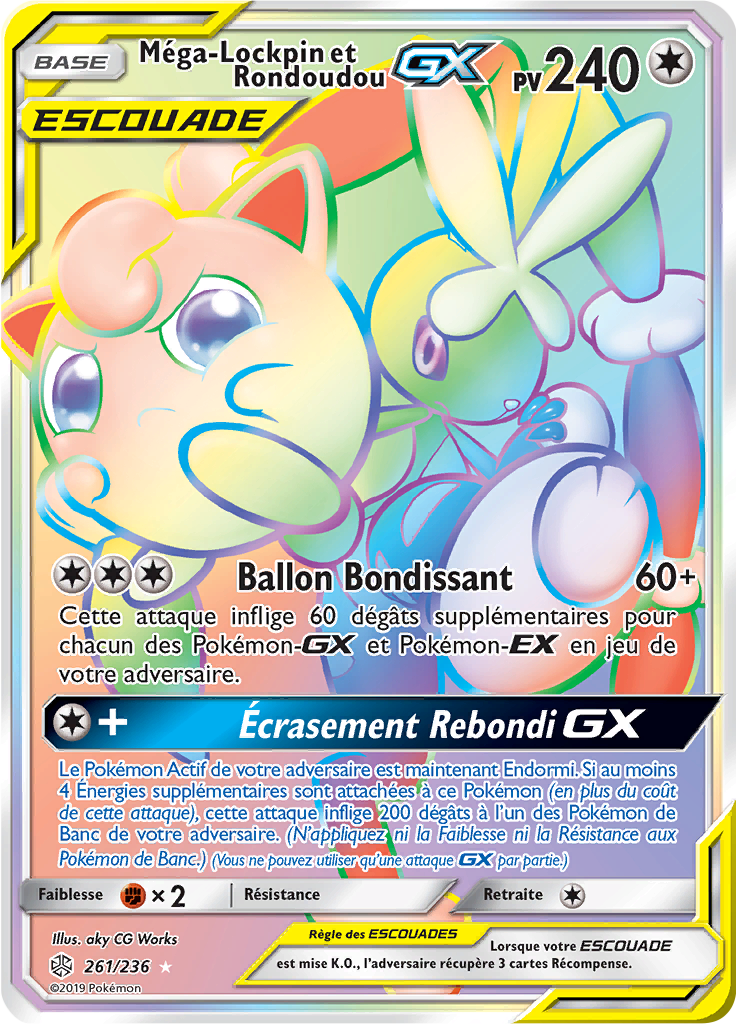 BASE
Méga-Lockpin et
Rondoudou GX
PV 240
ESCOUADE
Ballon Bondissant 60+
Cette attaque inflige 60 dégâts supplémentaires pour
chacun des Pokémon-GX et Pokémon-EX en jeu de
votre adversaire.
+ Écrasement Rebondi GX
Le Pokémon Actif de votre adversaire est maintenant Endormi. Si au moins
4 Énergies supplémentaires sont attachées à ce Pokémon (en plus du coût
de cette attaque), cette attaque inflige 200 dégâts à l'un des Pokémon de
Banc de votre adversaire. (N'appliquez ni la Faiblesse ni la Résistance aux
Pokémon de Banc.) (Vous ne pouvez utiliser qu'une attaque GX par partie.)
Faiblesse ×2 Résistance Retraite
Illus. aky CG Works
261/236
©2019 Pokémon
Règle des ESCOUADES
Lorsque votre ESCOUADE
est mise K.O., l'adversaire récupère 3 cartes Récompense.